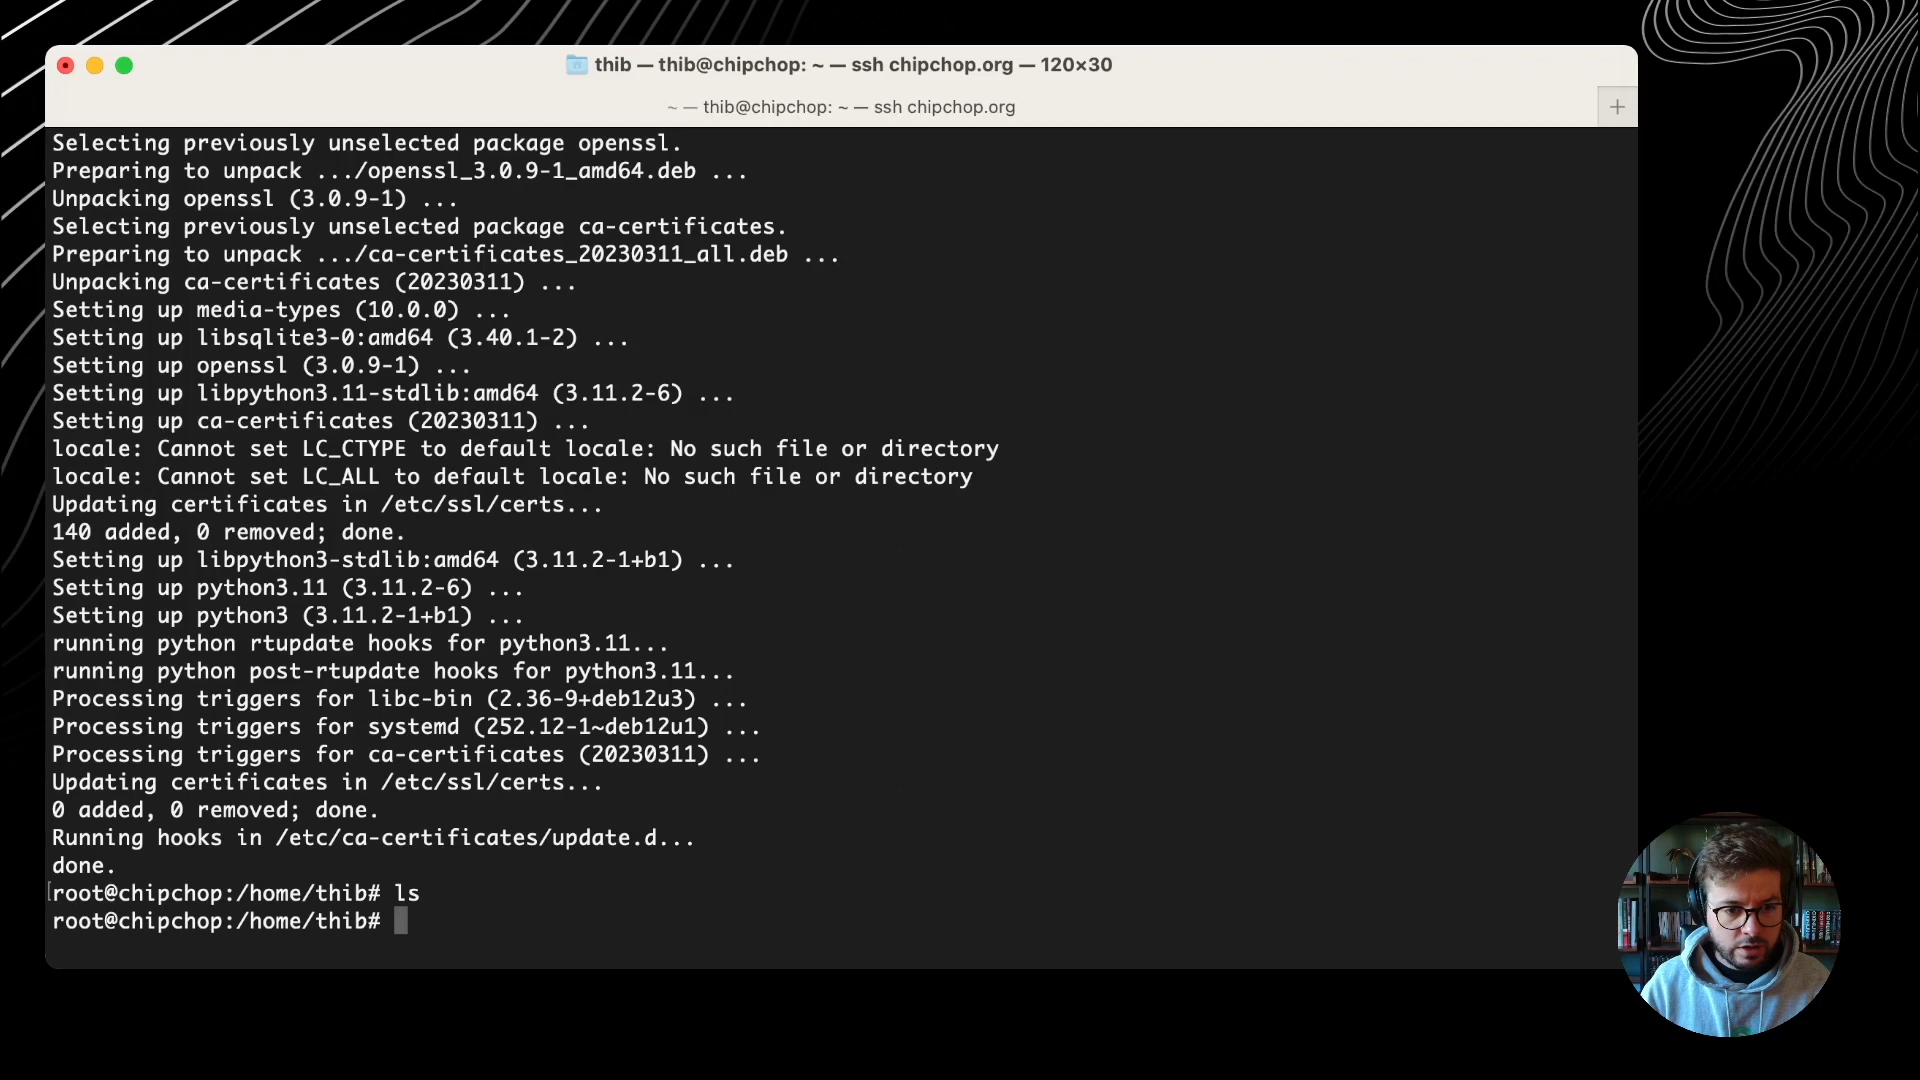 thib — thib@chipchop: ~ — ssh chipchop.org — 120×30
~ — thib@chipchop: ~ — ssh chipchop.org
+
Selecting previously unselected package openssl.
Preparing to unpack .../openssl_3.0.9-1_amd64.deb ...
Unpacking openssl (3.0.9-1) ...
Selecting previously unselected package ca-certificates.
Preparing to unpack .../ca-certificates_20230311_all.deb ...
Unpacking ca-certificates (20230311) ...
Setting up media-types (10.0.0) ...
Setting up libsqlite3-0:amd64 (3.40.1-2) ...
Setting up openssl (3.0.9-1) ...
Setting up libpython3.11-stdlib:amd64 (3.11.2-6) ...
Setting up ca-certificates (20230311) ...
locale: Cannot set LC_CTYPE to default locale: No such file or directory
locale: Cannot set LC_ALL to default locale: No such file or directory
Updating certificates in /etc/ssl/certs...
140 added, 0 removed; done.
Setting up libpython3-stdlib:amd64 (3.11.2-1+b1) ...
Setting up python3.11 (3.11.2-6) ...
Setting up python3 (3.11.2-1+b1) ...
running python rtupdate hooks for python3.11...
running python post-rtupdate hooks for python3.11...
Processing triggers for libc-bin (2.36-9+deb12u3) ...
Processing triggers for systemd (252.12-1~deb12u1) ...
Processing triggers for ca-certificates (20230311) ...
Updating certificates in /etc/ssl/certs...
0 added, 0 removed; done.
Running hooks in /etc/ca-certificates/update.d...
done.
root@chipchop:/home/thib# ls
root@chipchop:/home/thib#